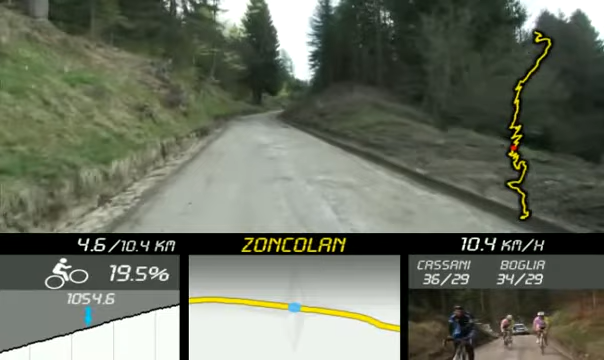 4.6/10.4 KM
ZONCOLAN
10.4 KM/H
19.5%
1054.6
CASSANI BOGLIA
36/29 34/29